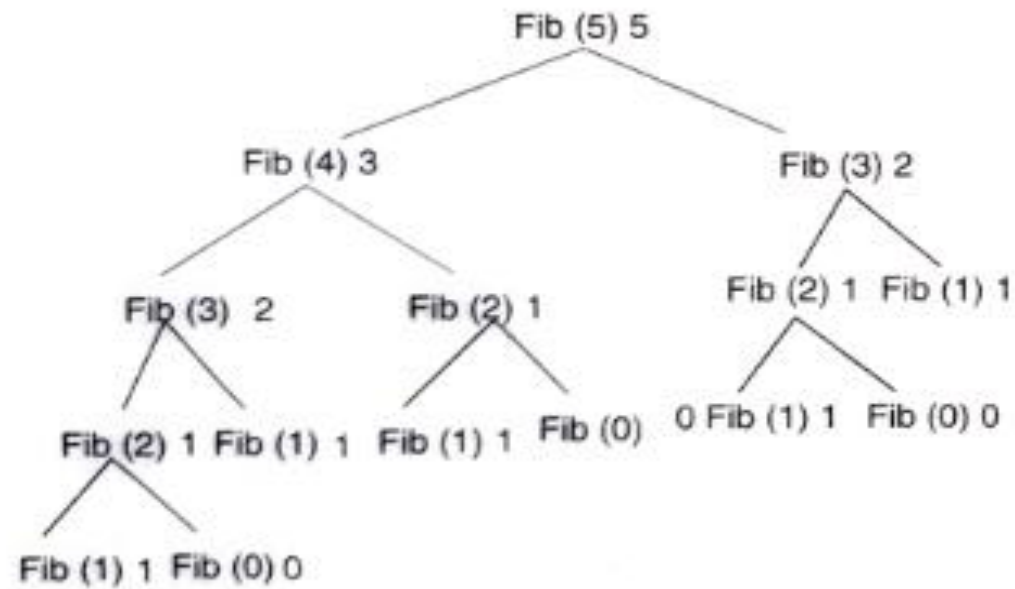 Fib (5) 5
Fib (4) 3 Fib (3) 2
Fib (3) 2 Fib (2) 1 Fib (2) 1 Fib (1) 1
Fib (2) 1 Fib (1) 1 Fib (1) 1 Fib (0) 0 Fib (1) 1 Fib (0) 0
Fib (1) 1 Fib (0) 0